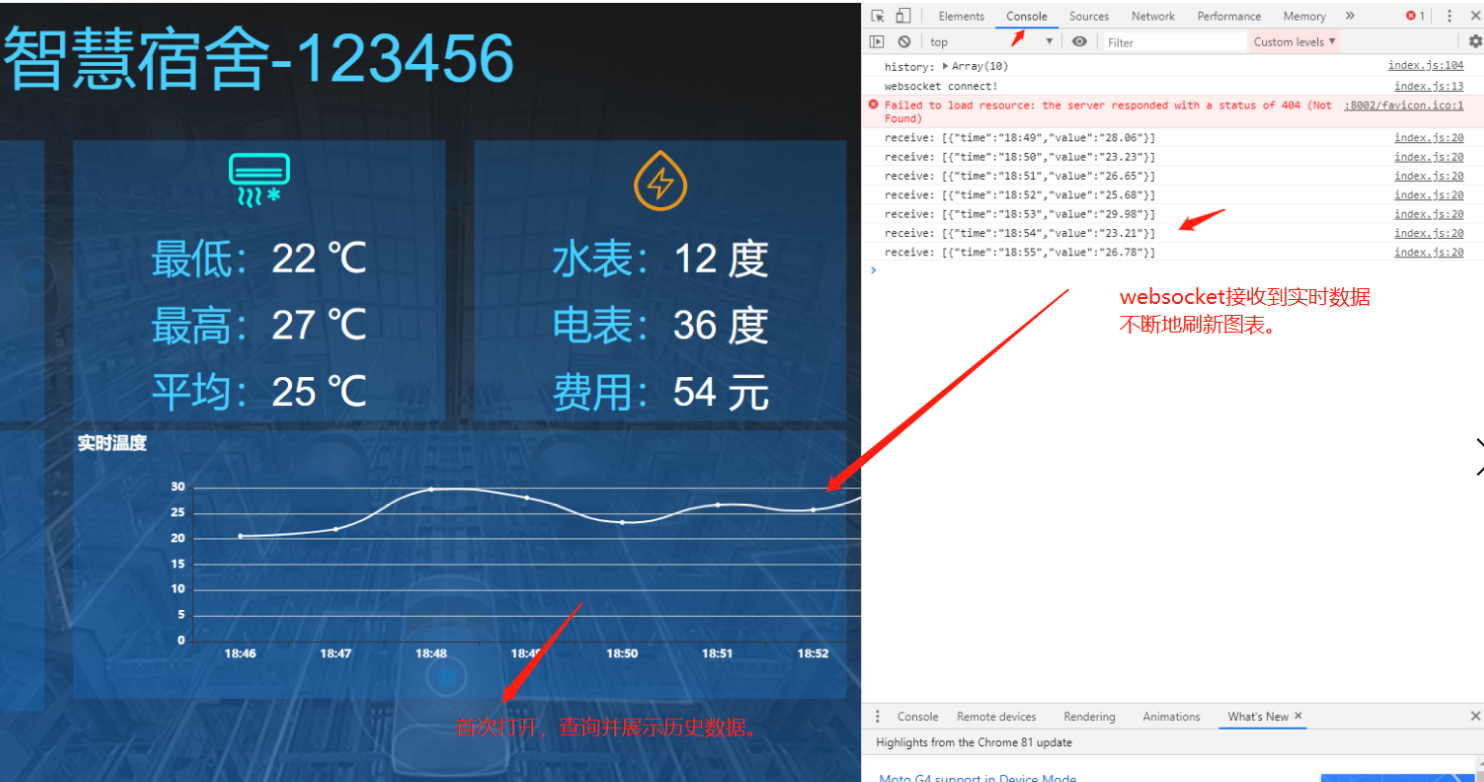 智慧宿舍-123456
最低：22 ℃
最高：27 ℃
平均：25 ℃
水表：12 度
电表：36 度
费用：54 元
实时温度
30
25
20
15
10
5
0
18:46 18:47 18:48 18:49 18:50 18:51 18:52
首次打开，查询并展示历史数据。
Elements Console Sources Network Performance Memory » 1
top Filter Custom levels
history: Array(10) index.js:104
websocket connect! index.js:13
Failed to load resource: the server responded with a status of 404 (Not :8002/favicon.ico:1
Found)
receive: [{"time":"18:49","value":"28.06"}] index.js:20
receive: [{"time":"18:50","value":"23.23"}] index.js:20
receive: [{"time":"18:51","value":"26.65"}] index.js:20
receive: [{"time":"18:52","value":"25.68"}] index.js:20
receive: [{"time":"18:53","value":"29.98"}] index.js:20
receive: [{"time":"18:54","value":"23.21"}] index.js:20
receive: [{"time":"18:55","value":"26.78"}] index.js:20
websocket接收到实时数据
不断地刷新图表。
Console Remote devices Rendering Animations What's New
Highlights from the Chrome 81 update
Moto G4 support in Device Mode